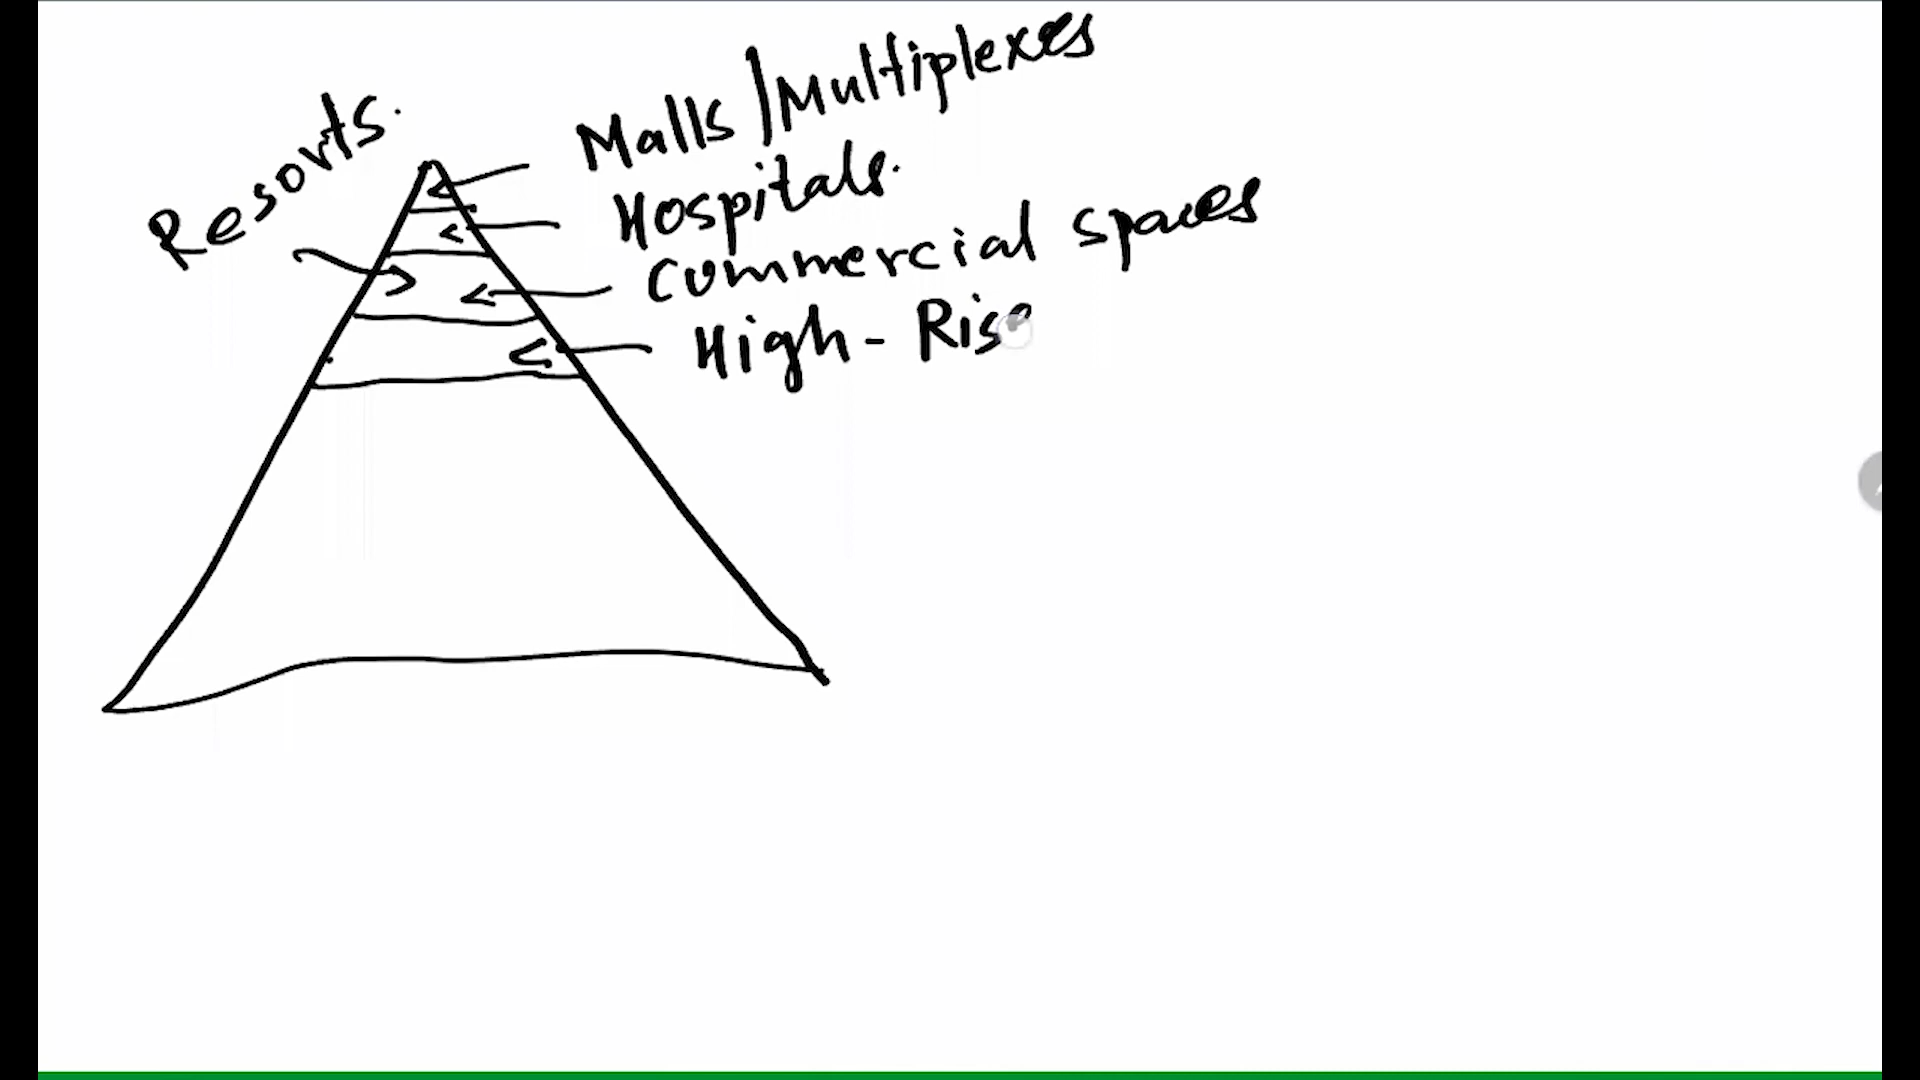 Resorts.
Malls/Multiplexes
Hospitals.
Commercial spaces
High-Rise